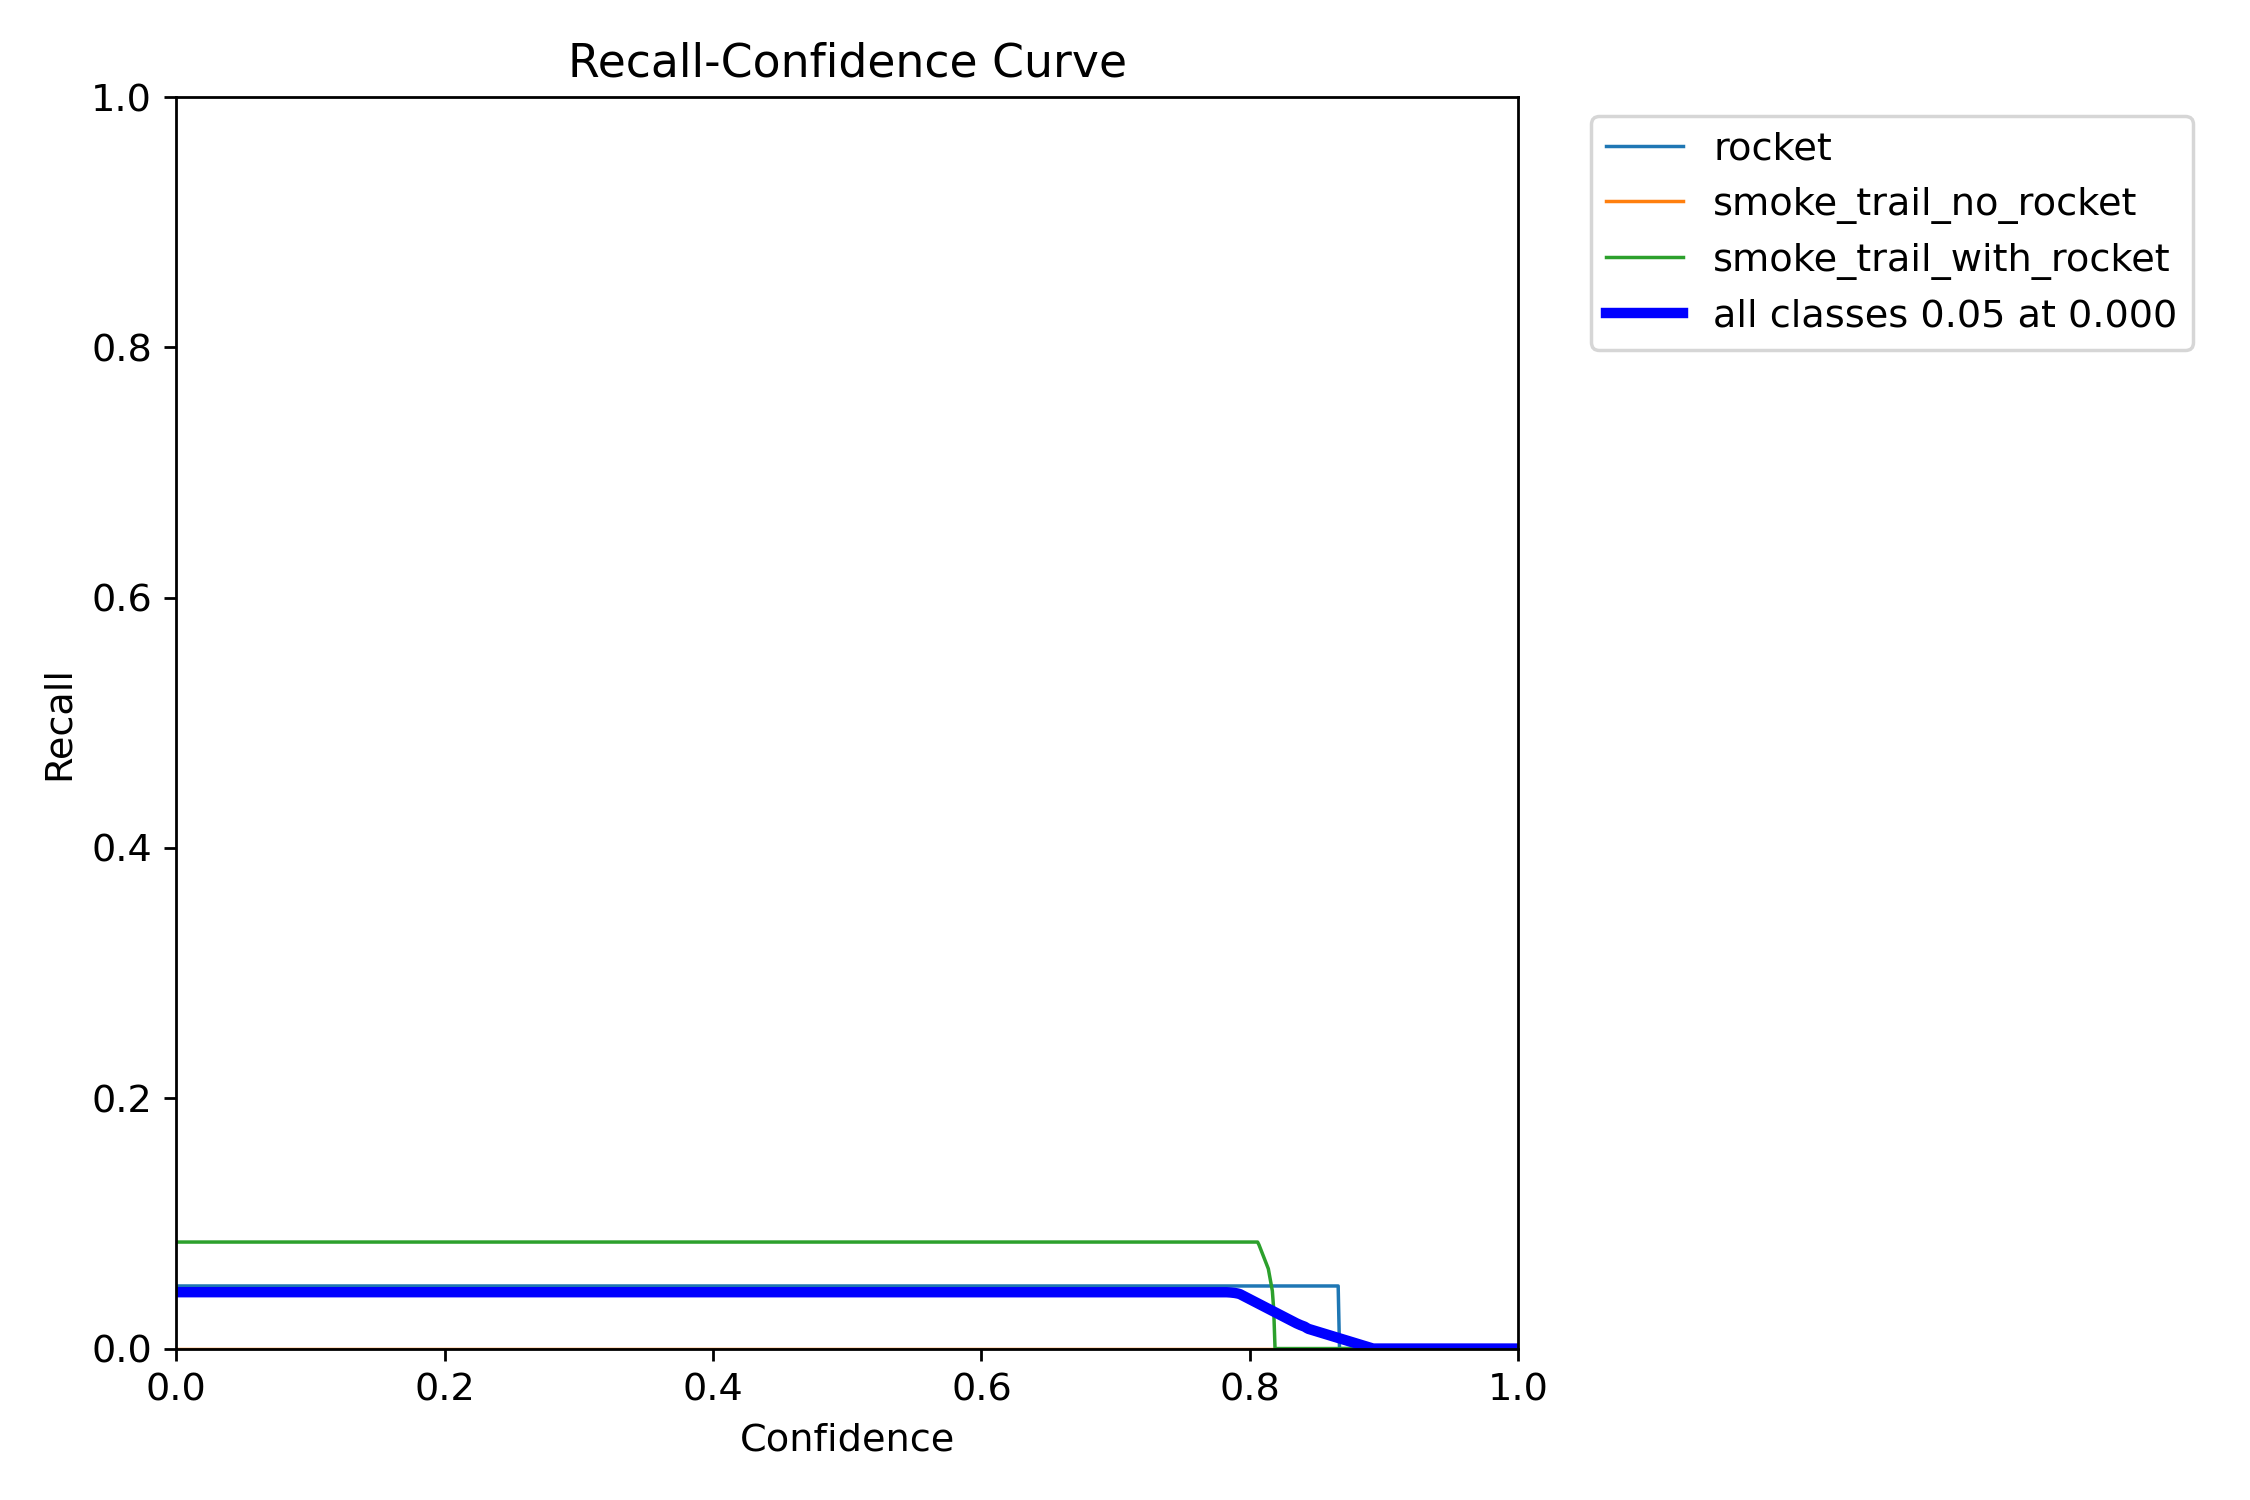 Recall-Confidence Curve
1.0
0.8
0.6
0.4
0.2
0.0
Recall
0.0 0.2 0.4 0.6 0.8 1.0
Confidence
rocket
smoke_trail_no_rocket
smoke_trail_with_rocket
all classes 0.05 at 0.000